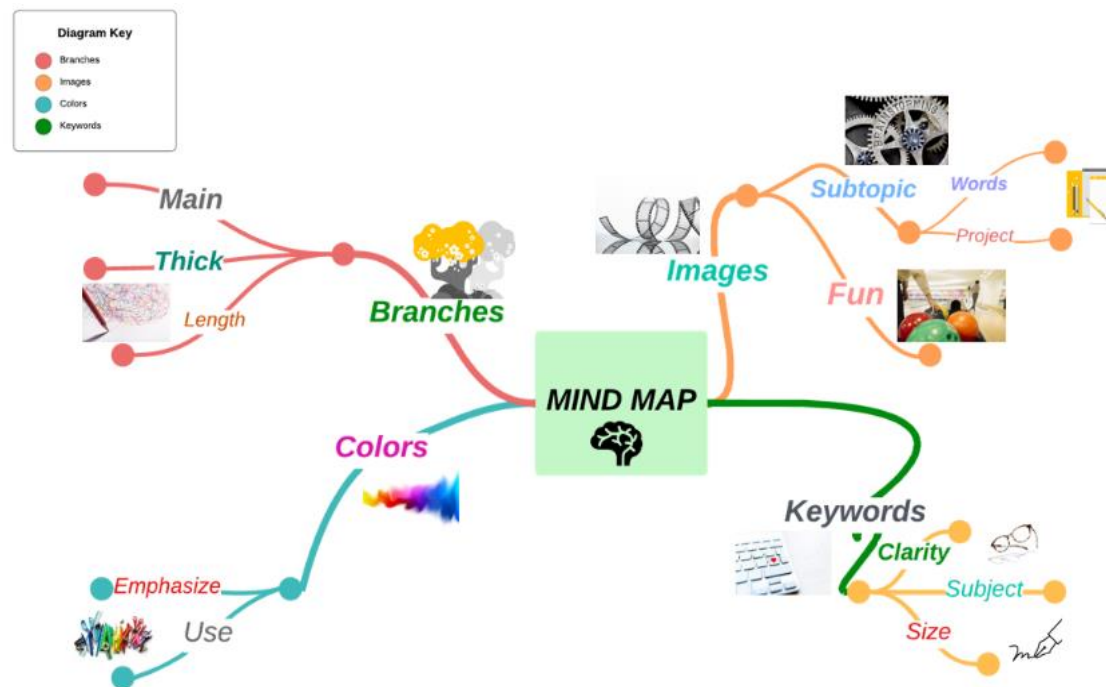 Diagram Key
Branches
Images
Colors
Keywords
Main
Thick
Length
Branches
Colors
Emphasize
Use
MIND MAP
Images
BRAINSTORMING
Subtopic
Words
Project
Fun
Keywords
Clarity
Subject
Size